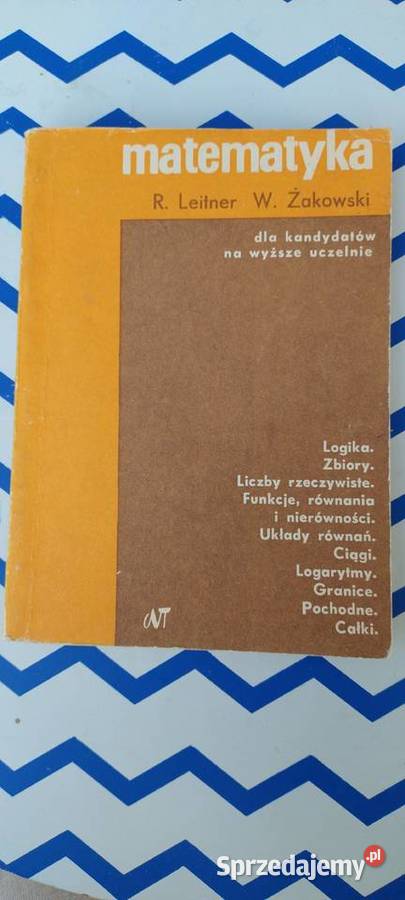 matematyka
R. Leitner W. Żakowski
dla kandydatów
na wyższe uczelnie
Logika.
Zbiory.
Liczby rzeczywiste.
Funkcje, równania
i nierówności.
Układy równań.
Ciągi.
Logarytmy.
Granice.
Pochodne.
Całki.
WNT
Sprzedajemy.pl